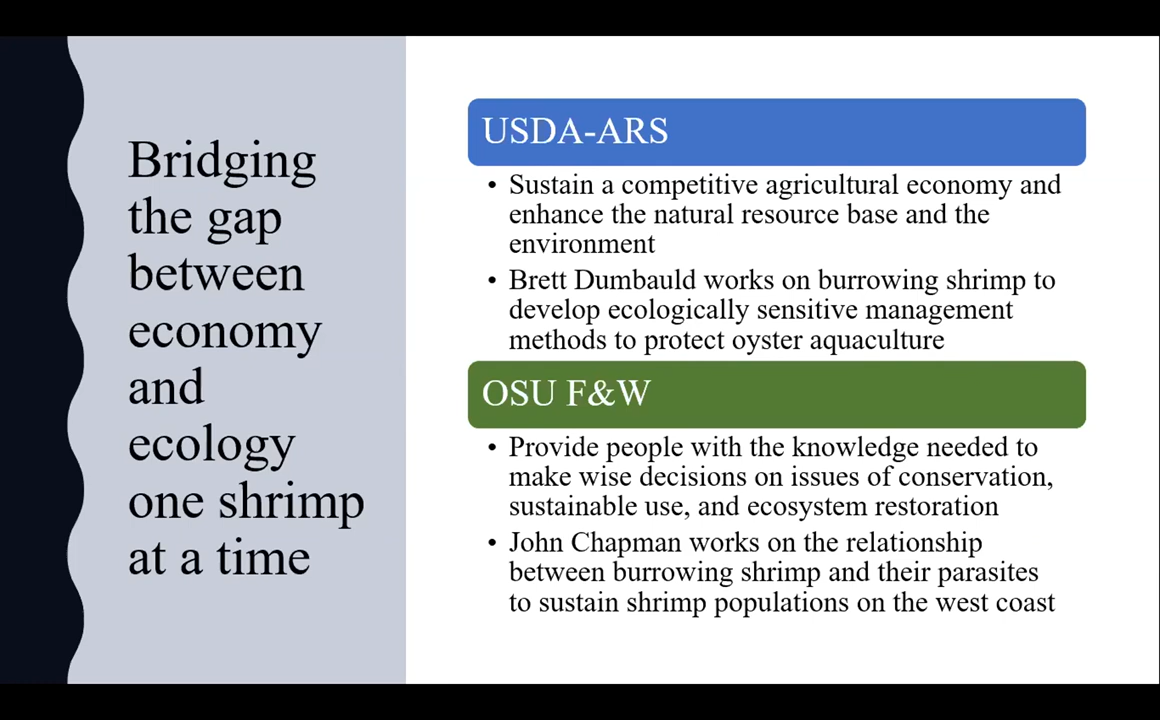 Bridging
the gap
between
economy
and
ecology
one shrimp
at a time
USDA-ARS
• Sustain a competitive agricultural economy and
enhance the natural resource base and the
environment
• Brett Dumbauld works on burrowing shrimp to
develop ecologically sensitive management
methods to protect oyster aquaculture
OSU F&W
• Provide people with the knowledge needed to
make wise decisions on issues of conservation,
sustainable use, and ecosystem restoration
• John Chapman works on the relationship
between burrowing shrimp and their parasites
to sustain shrimp populations on the west coast